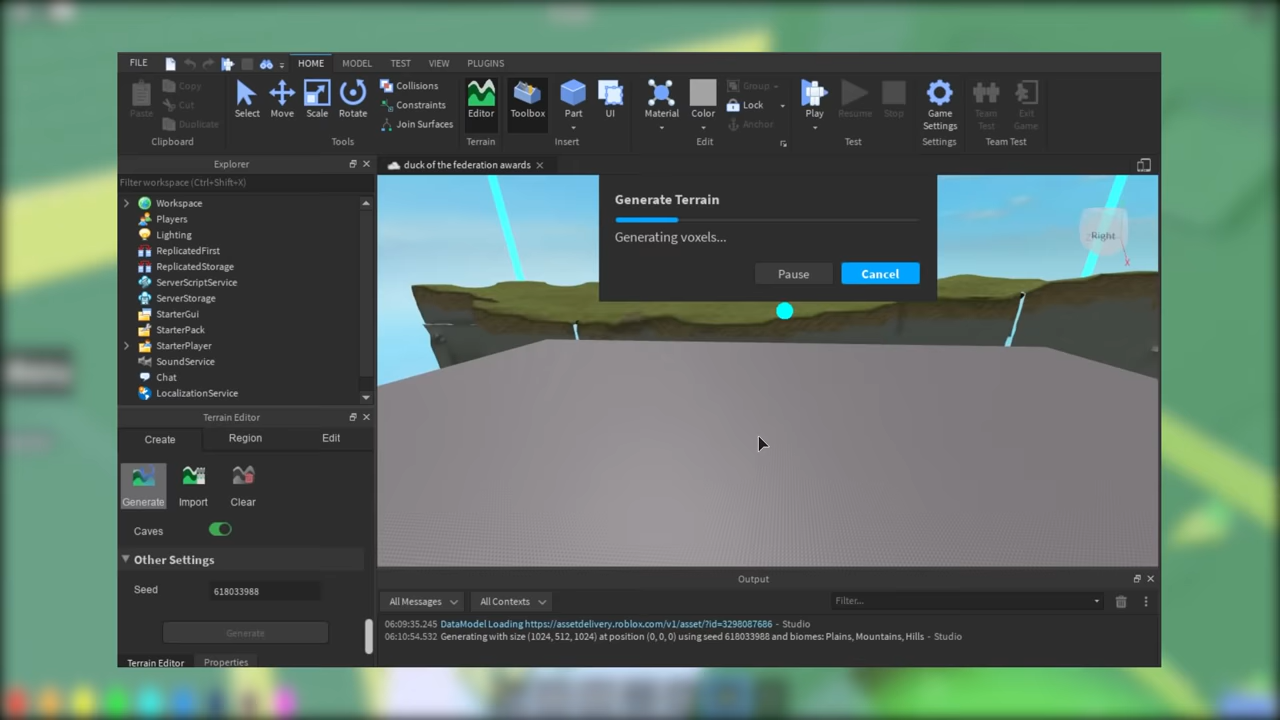 FILE HOME MODEL TEST VIEW PLUGINS
Paste Copy Cut Duplicate
Select Move Scale Rotate
Collisions
Constraints
Join Surfaces
Editor Toolbox Part UI
Material Color
Group
Lock
Anchor
Play Resume Stop
Game Settings
Team Test
Exit Game
Clipboard Tools Terrain Insert Edit Test Settings Team Test
Explorer
Filter workspace (Ctrl+Shift+X)
Workspace
Players
Lighting
ReplicatedFirst
ReplicatedStorage
ServerScriptService
ServerStorage
StarterGui
StarterPack
StarterPlayer
SoundService
Chat
LocalizationService
Terrain Editor
Create Region Edit
Generate Import Clear
Caves
Other Settings
Seed 618033988
Generate
Terrain Editor Properties
duck of the federation awards
Generate Terrain
Generating voxels...
Pause Cancel
Right
X
Output
All Messages All Contexts Filter...
06:09:35.245 DataModel Loading https://assetdelivery.roblox.com/v1/asset/?id=3298087686 - Studio
06:10:54.532 Generating with size (1024, 512, 1024) at position (0, 0, 0) using seed 618033988 and biomes: Plains, Mountains, Hills - Studio